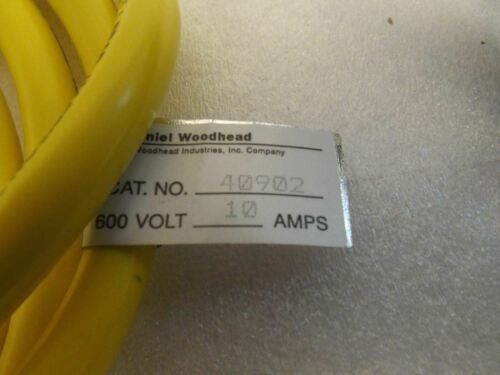 niel Woodhead
Woodhead Industries, Inc. Company
CAT. NO. 40902
600 VOLT 10 AMPS